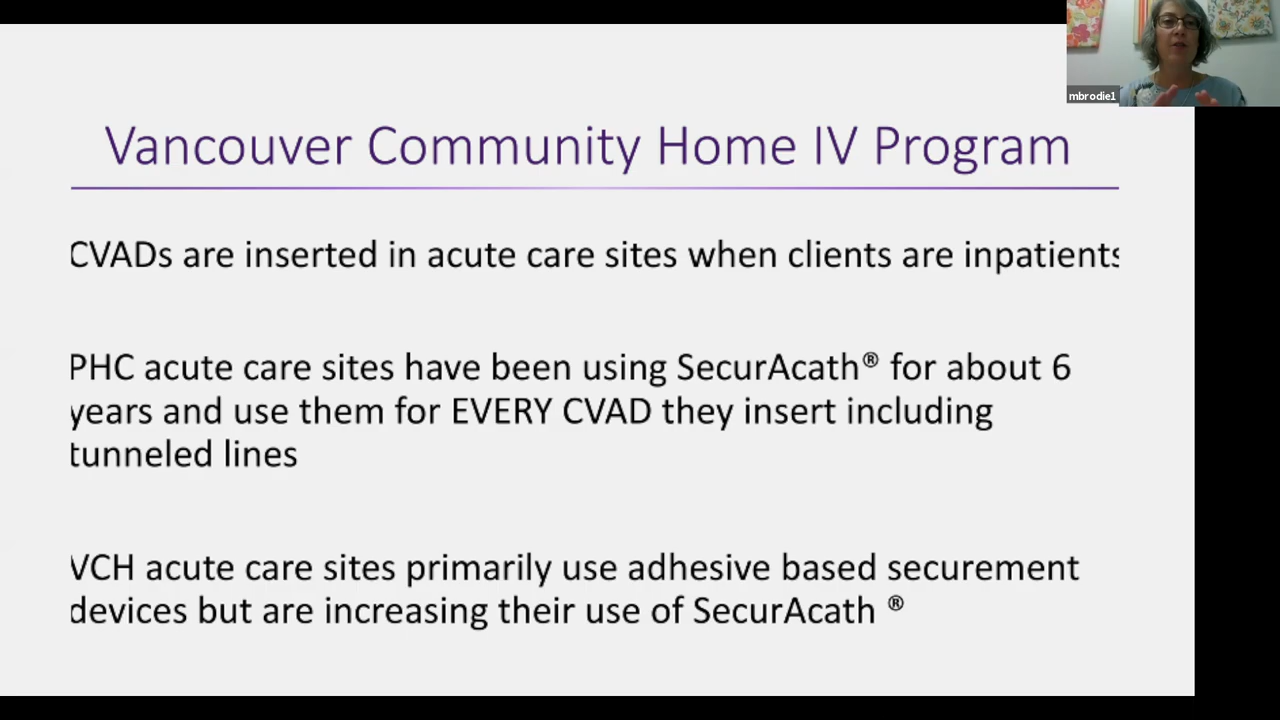 mbrodie1
Vancouver Community Home IV Program
CVADs are inserted in acute care sites when clients are inpatients
PHC acute care sites have been using SecurAcath® for about 6
years and use them for EVERY CVAD they insert including
tunneled lines
VCH acute care sites primarily use adhesive based securement
devices but are increasing their use of SecurAcath ®